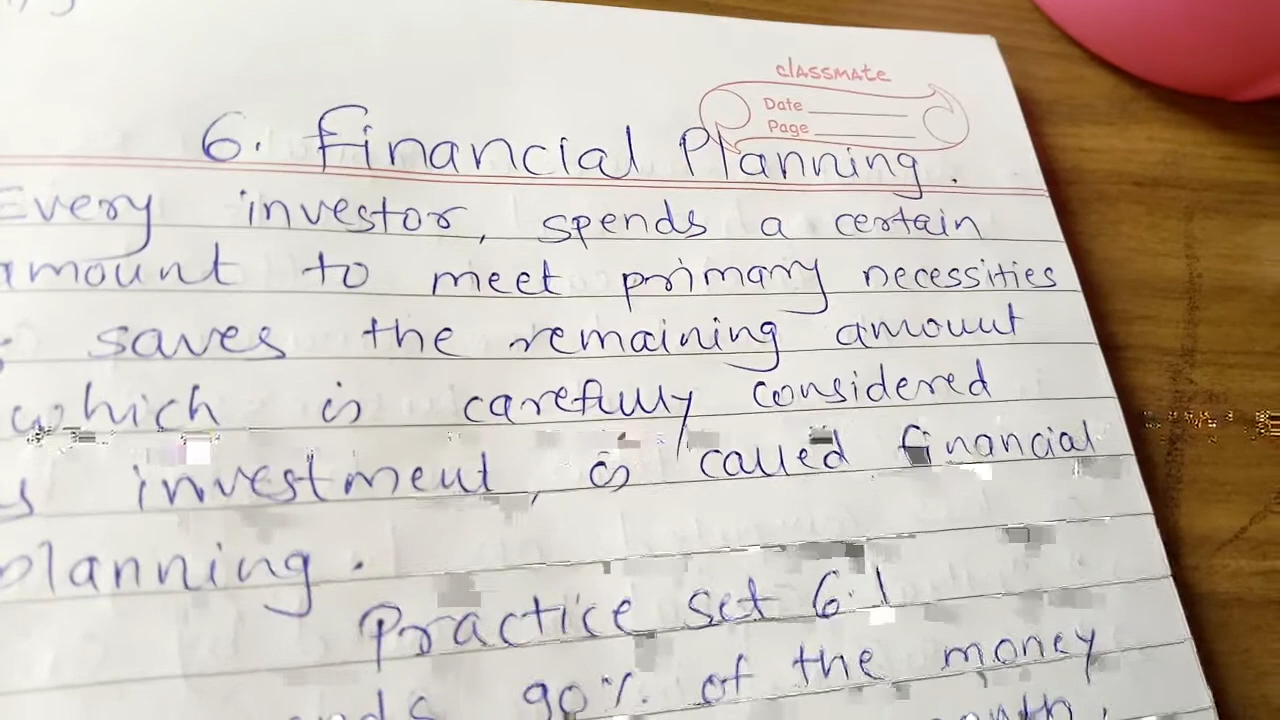 classmate
Date
Page
6. Financial Planning.
Every investor, spends a certain
amount to meet primary necessities
saves the remaining amount
which is carefully considered
investment, is called financial
planning.
Practice set 6.1
90% of the money